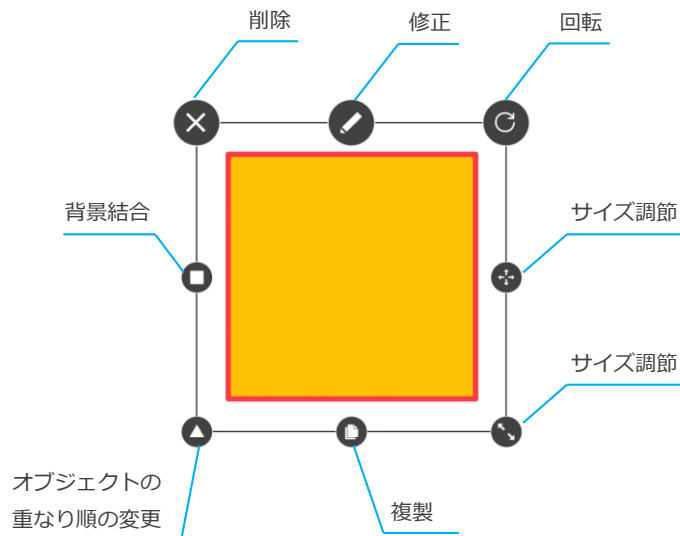 削除
修正
回転
背景結合
サイズ調節
サイズ調節
オブジェクトの
重なり順の変更
複製